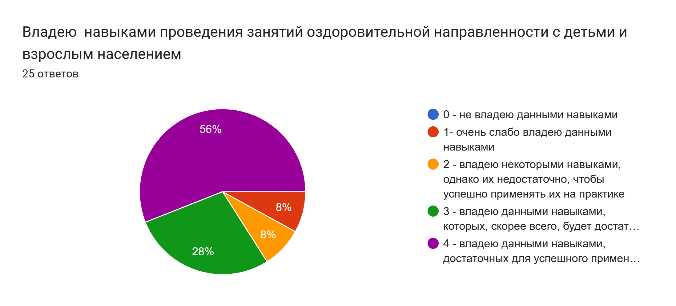 Владею  навыками проведения занятий оздоровительной направленности с детьми и
взрослым населением
25 ответов
56%
8%
8%
28%
0 - не владею данными навыками
1- очень слабо владею данными
навыками
2 - владею некоторыми навыками,
однако их недостаточно, чтобы
успешно применять их на практике
3 - владею данными навыками,
которых, скорее всего, будет достат…
4 - владею данными навыками,
достаточных для успешного примен…